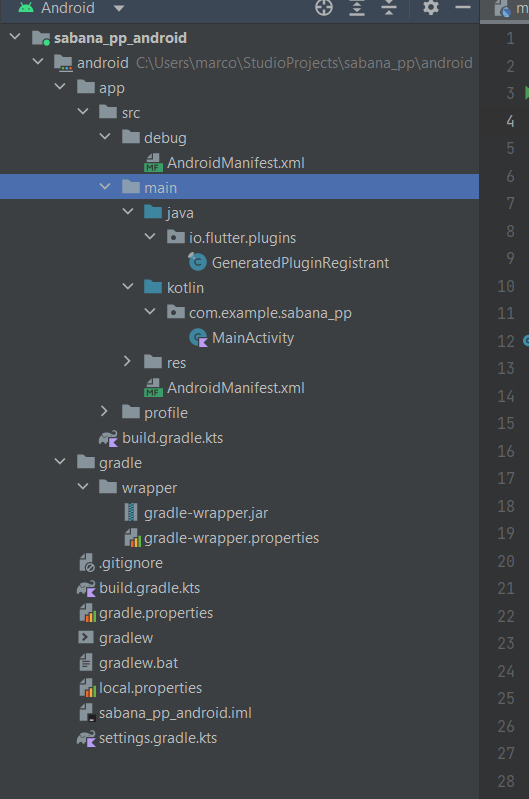 Android
m
sabana_pp_android
android C:\Users\marco\StudioProjects\sabana_pp\android
app
src
debug
MF AndroidManifest.xml
main
java
io.flutter.plugins
GeneratedPluginRegistrant
kotlin
com.example.sabana_pp
MainActivity
res
MF AndroidManifest.xml
profile
build.gradle.kts
gradle
wrapper
gradle-wrapper.jar
gradle-wrapper.properties
.gitignore
build.gradle.kts
gradle.properties
gradlew
gradlew.bat
local.properties
sabana_pp_android.iml
settings.gradle.kts
1
2
3
4
5
6
7
8
9
10
11
12
13
14
15
16
17
18
19
20
21
22
23
24
25
26
27
28